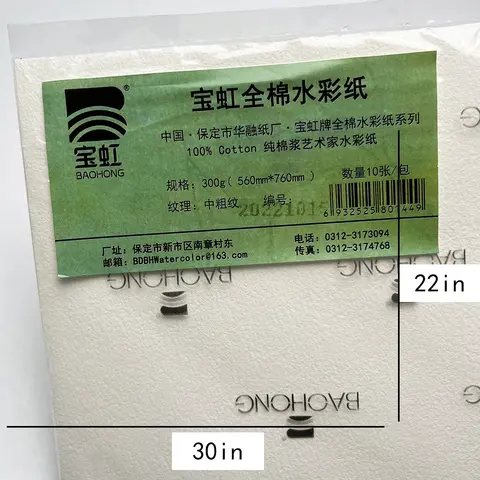 宝虹
BAOHONG
宝虹全棉水彩纸
中国·保定市华融纸厂·宝虹牌全棉水彩纸系列
100% Cotton 纯棉浆艺术家水彩纸
规格：300g( 560mm*760mm) 数量10张/包
纹理：中粗纹 编号：
20221015
6 932525 801449
厂址：保定市新市区南章村东
邮箱：BDBHWatercolor@163.com
电话：0312-3173094
传真：0312-3174768
BAOHONG
22in
BAOHONG
30in